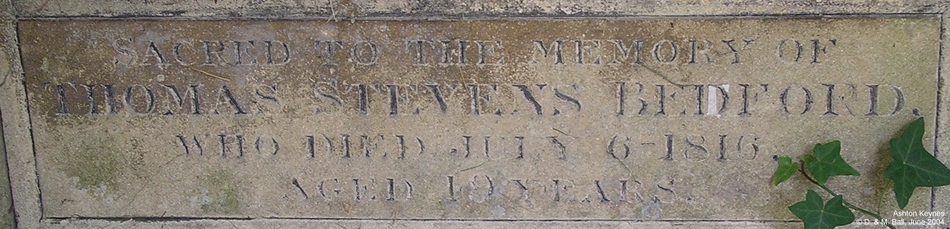 SACRED TO THE MEMORY OF
THOMAS STEVENS BEDFORD,
WHO DIED JULY 6-1816.
AGED 19 YEARS.
Ashton Keynes
© D. & M. Ball, June 2004